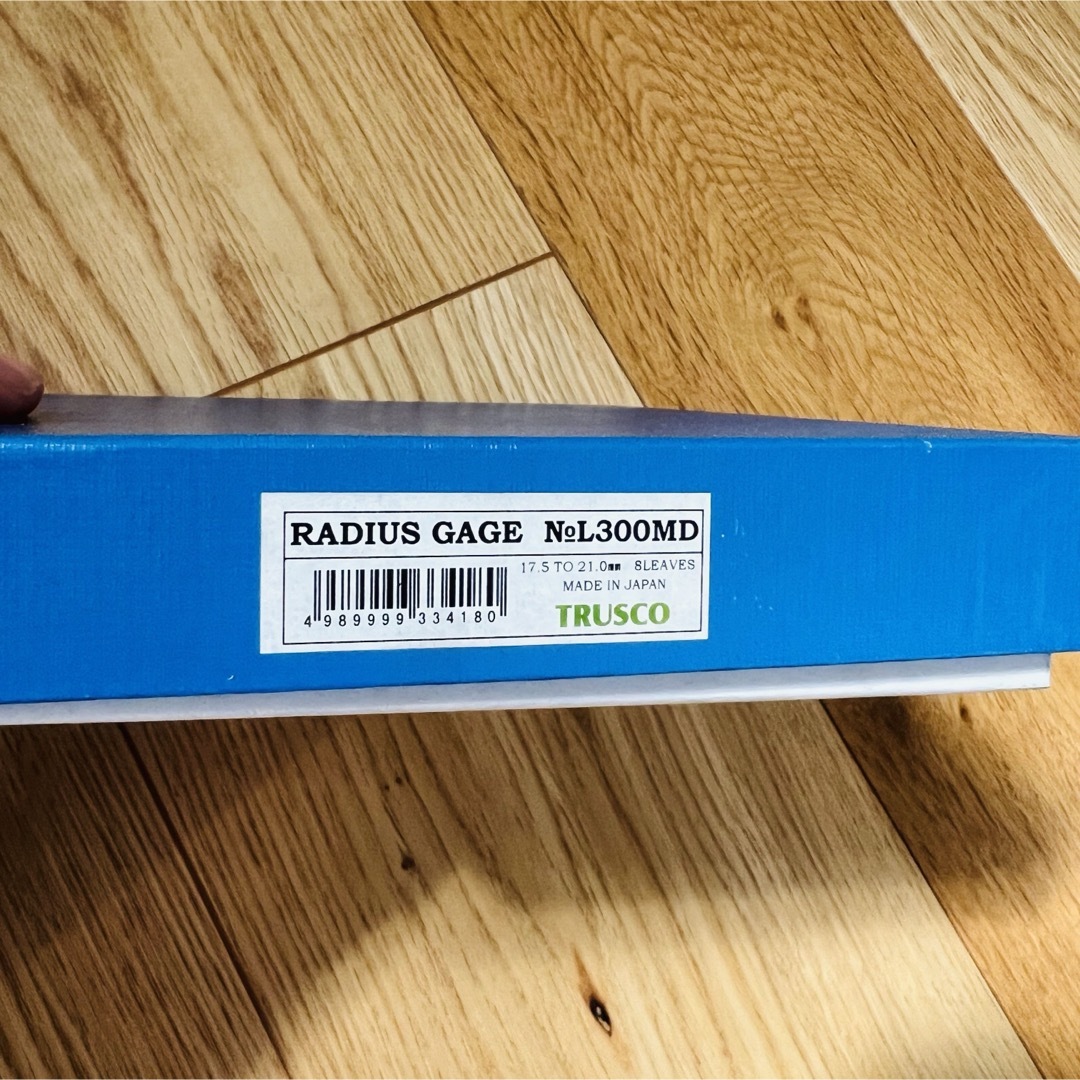 RADIUS GAGE №L300MD
17.5 TO 21.0㎜ 8LEAVES
MADE IN JAPAN
TRUSCO
4 989999 334180